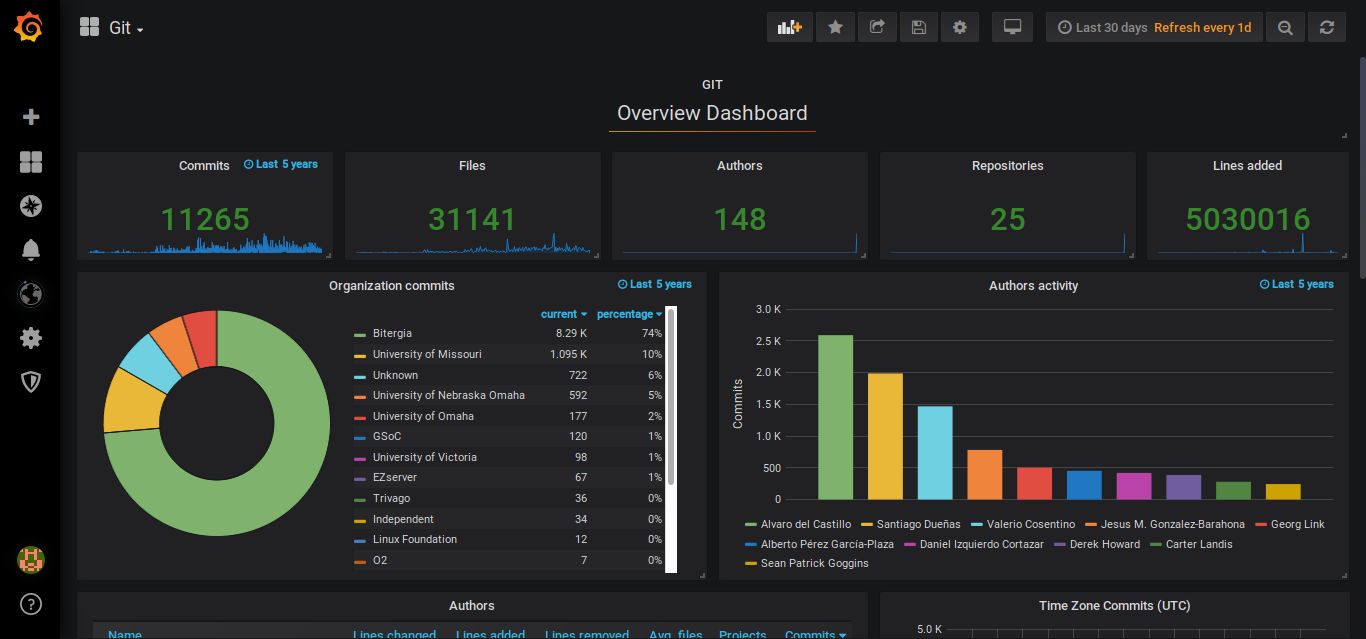 Git
Last 30 days Refresh every 1d
GIT
Overview Dashboard
Commits Last 5 years
11265
Files
31141
Authors
148
Repositories
25
Lines added
5030016
Organization commits Last 5 years
current percentage
Bitergia 8.29 K 74%
University of Missouri 1.095 K 10%
Unknown 722 6%
University of Nebraska Omaha 592 5%
University of Omaha 177 2%
GSoC 120 1%
University of Victoria 98 1%
EZserver 67 1%
Trivago 36 0%
Independent 34 0%
Linux Foundation 12 0%
O2 7 0%
Authors activity Last 5 years
Commits
3.0 K
2.5 K
2.0 K
1.5 K
1.0 K
500
0
Alvaro del Castillo Santiago Dueñas Valerio Cosentino Jesus M. Gonzalez-Barahona Georg Link
Alberto Pérez García-Plaza Daniel Izquierdo Cortazar Derek Howard Carter Landis
Sean Patrick Goggins
Authors
Name Lines changed Lines added Lines removed Avg. files Projects Commits
Time Zone Commits (UTC)
5.0 K
?